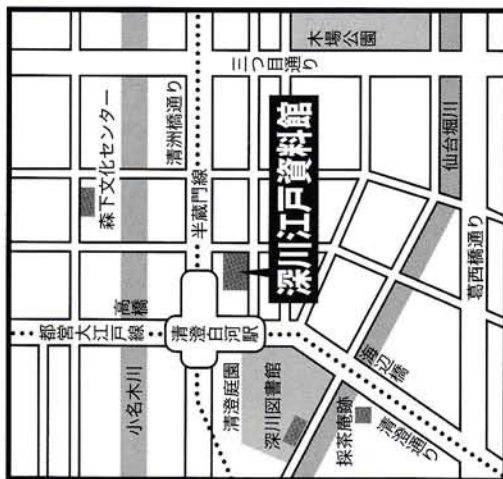 木場公園
三つ目通り
仙台堀川
清洲橋通り
森下文化センター
半蔵門線
深川江戸資料館
葛西橋通り
高橋
都営大江戸線
清澄白河駅
小名木川
清澄庭園
深川図書館
海辺橋
採茶庵跡
清澄通り